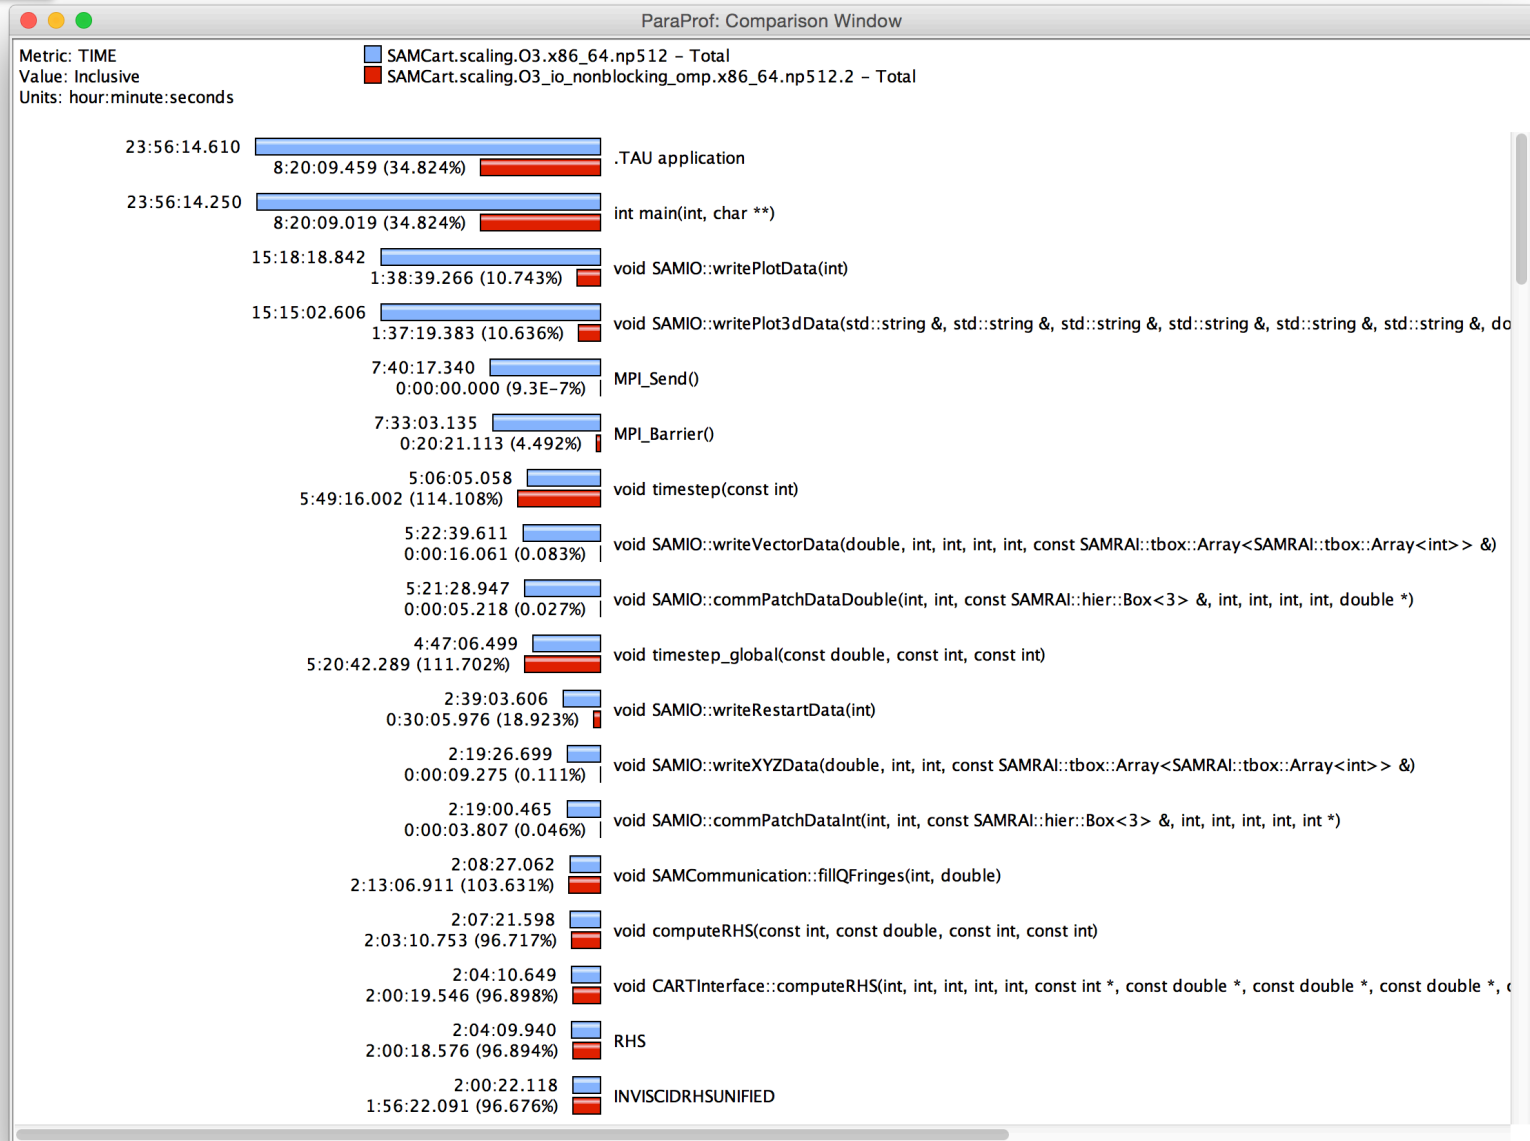 ParaProf: Comparison Window
Metric: TIME
Value: Inclusive
Units: hour:minute:seconds
SAMCart.scaling.O3.x86_64.np512 - Total
SAMCart.scaling.O3_io_nonblocking_omp.x86_64.np512.2 - Total
23:56:14.610
8:20:09.459 (34.824%)
.TAU application
23:56:14.250
8:20:09.019 (34.824%)
int main(int, char **)
15:18:18.842
1:38:39.266 (10.743%)
void SAMIO::writePlotData(int)
15:15:02.606
1:37:19.383 (10.636%)
void SAMIO::writePlot3dData(std::string &, std::string &, std::string &, std::string &, std::string &, std::string &, do
7:40:17.340
0:00:00.000 (9.3E-7%)
MPI_Send()
7:33:03.135
0:20:21.113 (4.492%)
MPI_Barrier()
5:06:05.058
5:49:16.002 (114.108%)
void timestep(const int)
5:22:39.611
0:00:16.061 (0.083%)
void SAMIO::writeVectorData(double, int, int, int, int, const SAMRAI::tbox::Array<SAMRAI::tbox::Array<int>> &)
5:21:28.947
0:00:05.218 (0.027%)
void SAMIO::commPatchDataDouble(int, int, const SAMRAI::hier::Box<3> &, int, int, int, int, double *)
4:47:06.499
5:20:42.289 (111.702%)
void timestep_global(const double, const int, const int)
2:39:03.606
0:30:05.976 (18.923%)
void SAMIO::writeRestartData(int)
2:19:26.699
0:00:09.275 (0.111%)
void SAMIO::writeXYZData(double, int, int, const SAMRAI::tbox::Array<SAMRAI::tbox::Array<int>> &)
2:19:00.465
0:00:03.807 (0.046%)
void SAMIO::commPatchDataInt(int, int, const SAMRAI::hier::Box<3> &, int, int, int, int, int *)
2:08:27.062
2:13:06.911 (103.631%)
void SAMCommunication::fillQFringes(int, double)
2:07:21.598
2:03:10.753 (96.717%)
void computeRHS(const int, const double, const int, const int)
2:04:10.649
2:00:19.546 (96.898%)
void CARTInterface::computeRHS(int, int, int, int, int, const int *, const double *, const double *, const double *,
2:04:09.940
2:00:18.576 (96.894%)
RHS
2:00:22.118
1:56:22.091 (96.676%)
INVISCIDRHSUNIFIED